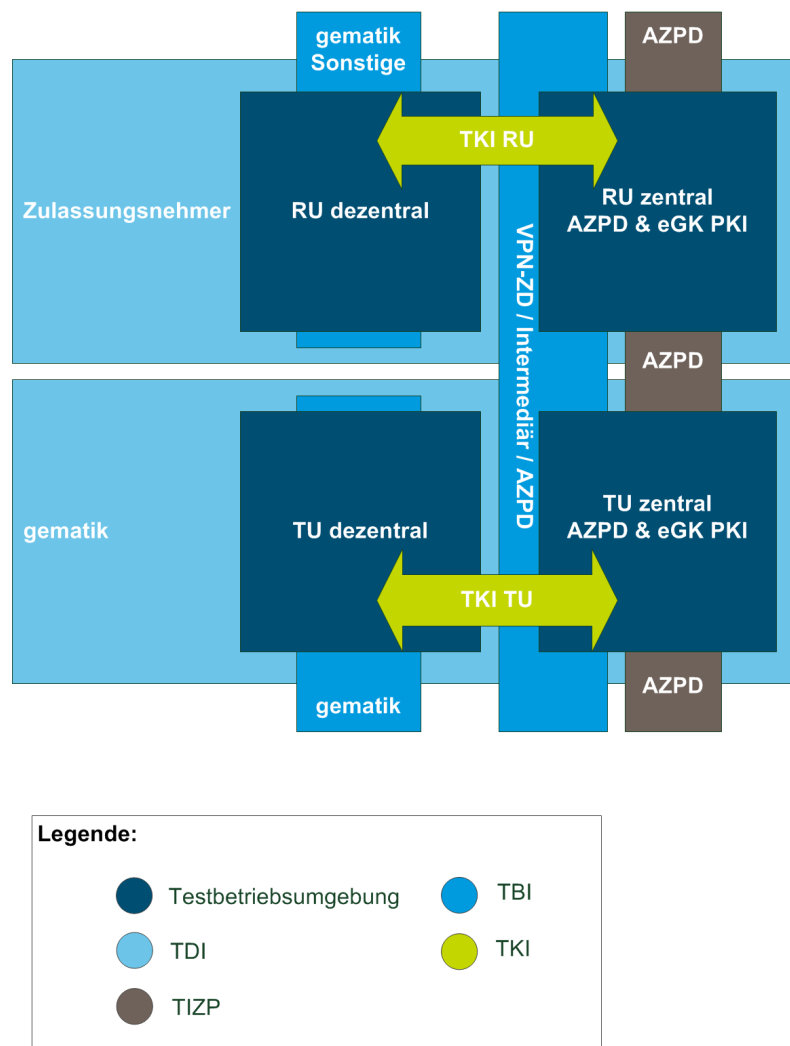 gematik
Sonstige
AZPD
TKI RU
Zulassungsnehmer
RU dezentral
RU zentral
AZPD & eGK PKI
VPN-ZD / Intermediär / AZPD
AZPD
gematik
TU dezentral
TU zentral
AZPD & eGK PKI
TKI TU
gematik
AZPD
Legende:
Testbetriebsumgebung
TBI
TDI
TKI
TIZP